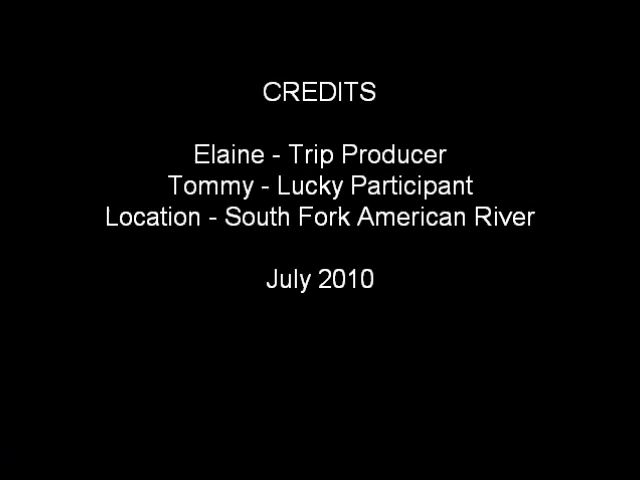 CREDITS
Elaine - Trip Producer
Tommy - Lucky Participant
Location - South Fork American River
July 2010